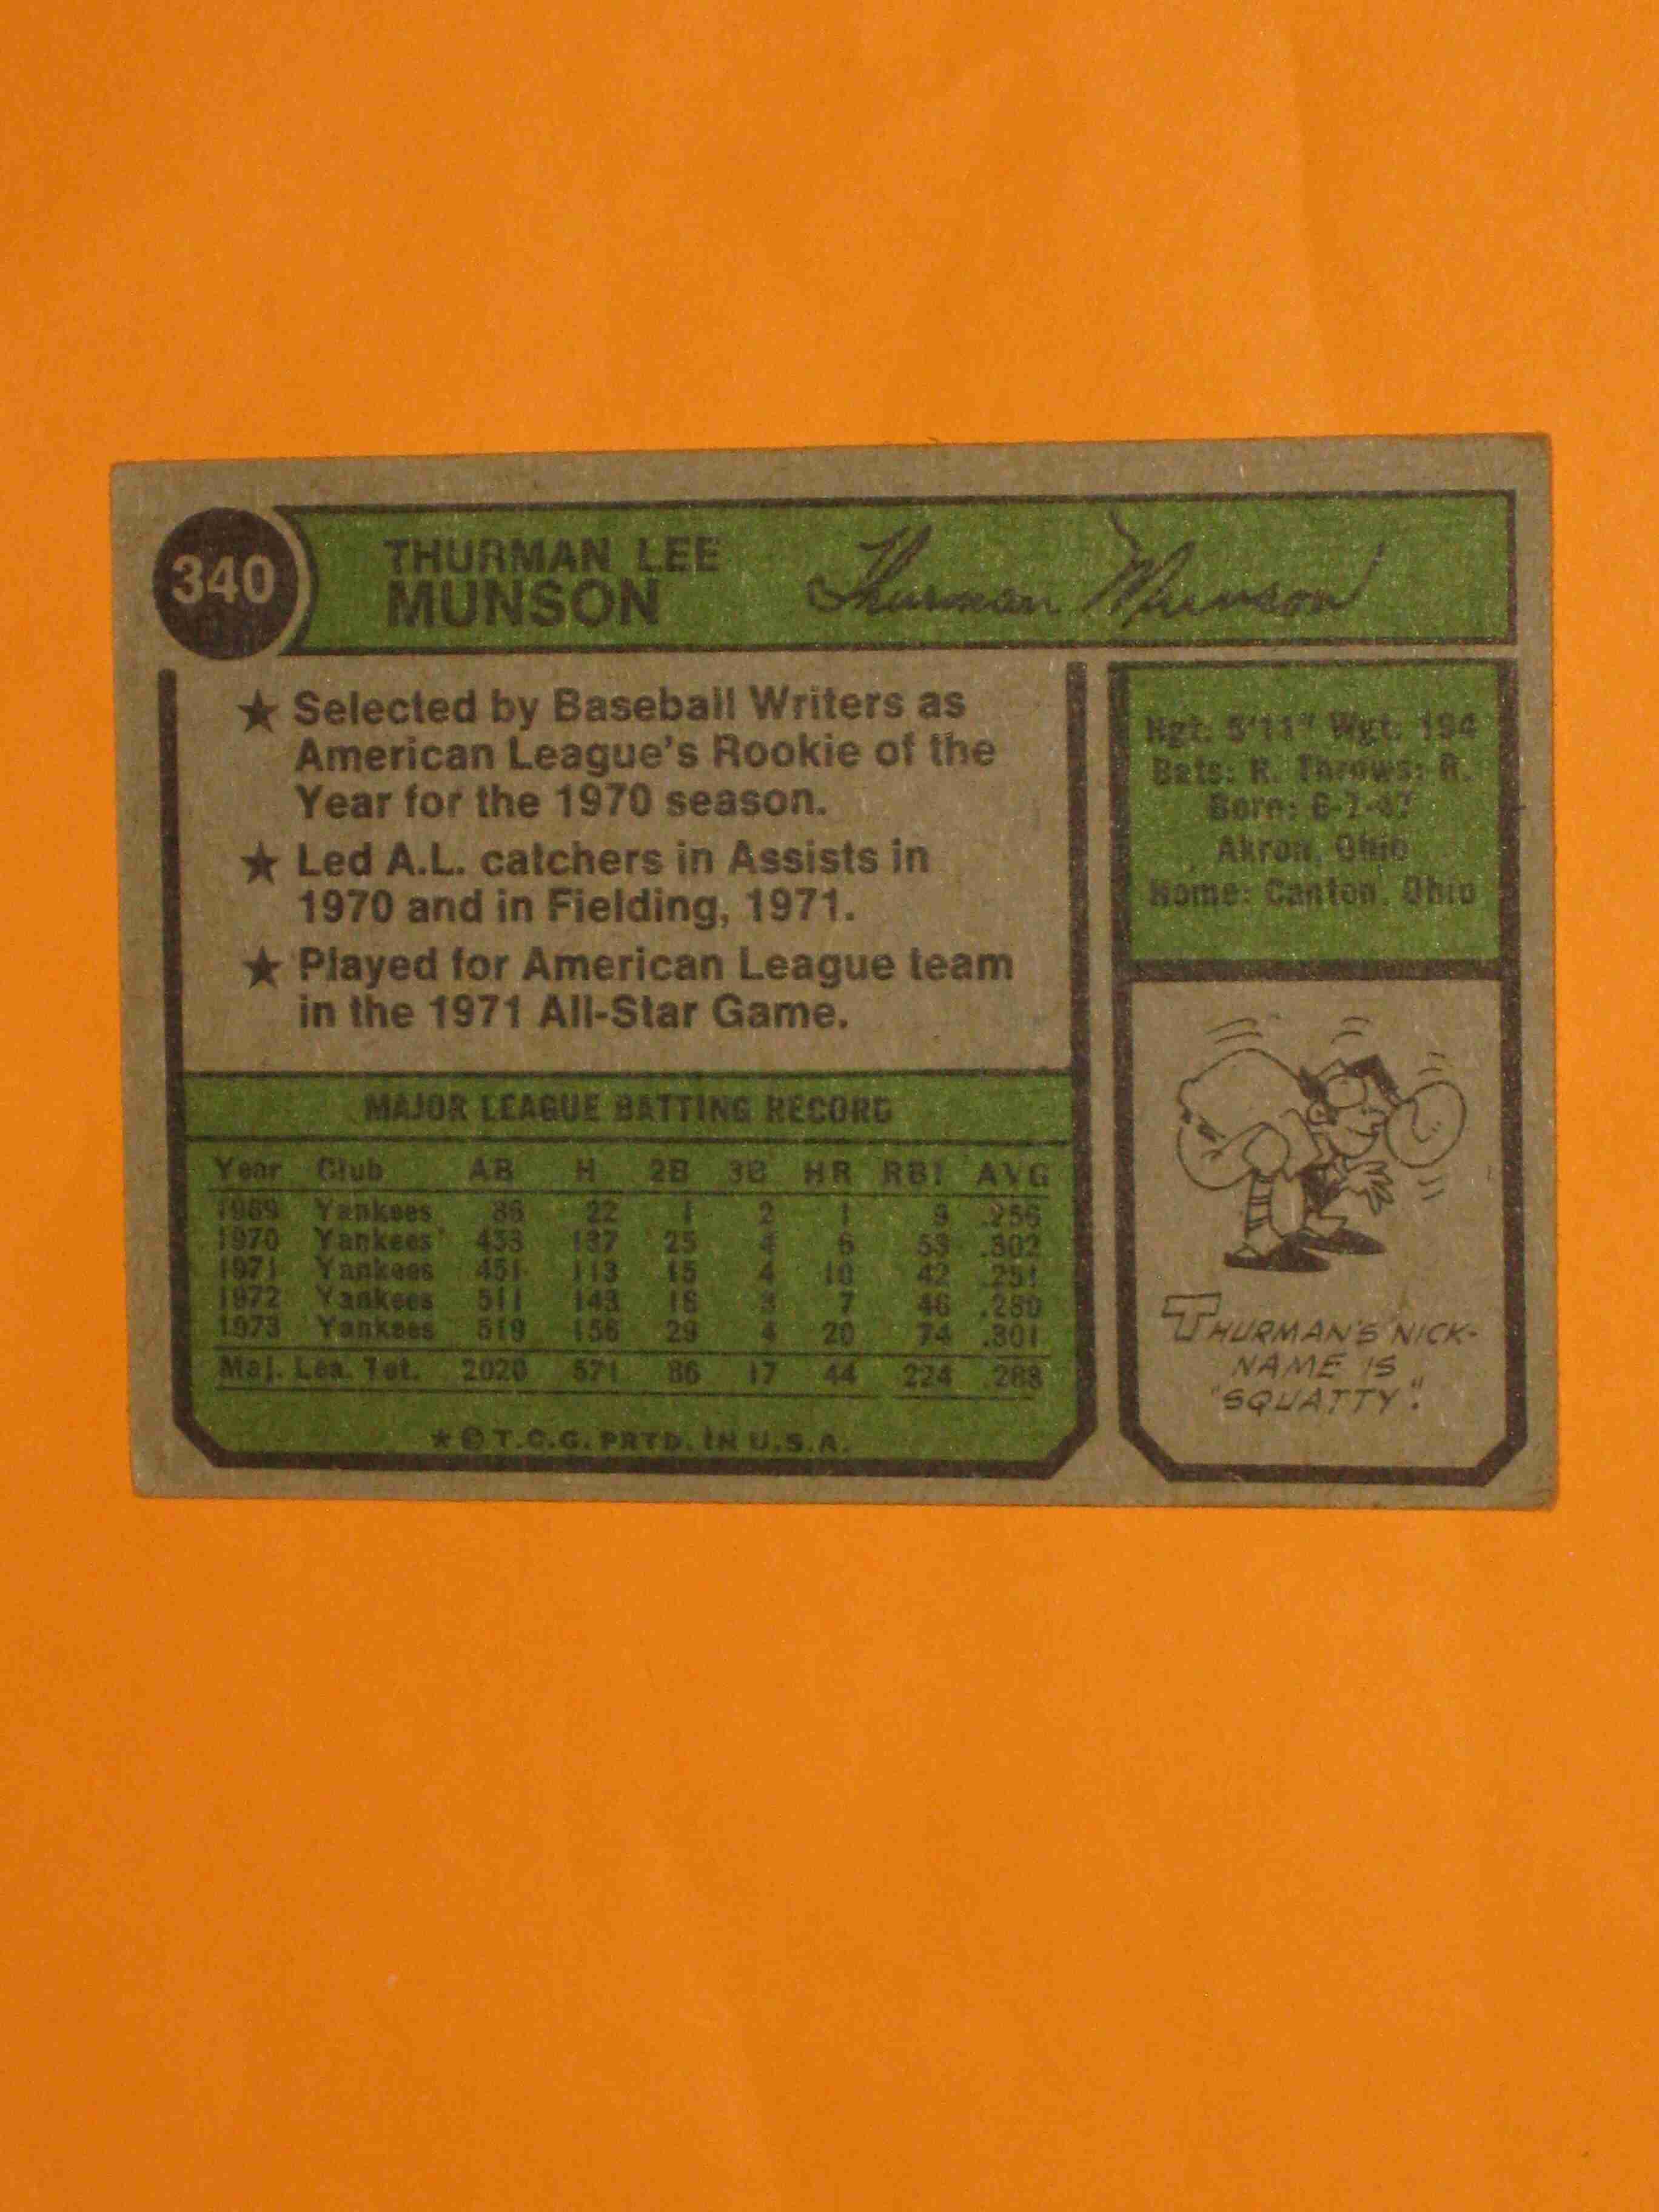 340
THURMAN LEE
MUNSON
Thurman Munson
★ Selected by Baseball Writers as
American League's Rookie of the
Year for the 1970 season.
★ Led A.L. catchers in Assists in
1970 and in Fielding, 1971.
★ Played for American League team
in the 1971 All-Star Game.
MAJOR LEAGUE BATTING RECORD
Year Club AB H 2B 3B HR RBI AVG
1969 Yankees 86 22 1 2 1 9 .256
1970 Yankees 453 137 25 4 6 53 .302
1971 Yankees 451 113 15 4 10 42 .251
1972 Yankees 511 143 16 3 7 46 .280
1973 Yankees 519 156 29 4 20 74 .301
Maj. Lea. Tot. 2020 571 86 17 44 224 .283
★ © T.C.G. PRTD. IN U.S.A.
Hgt: 5'11" Wgt: 194
Bats: R. Throws: R.
Born: 6-7-47
Akron, Ohio
Home: Canton, Ohio
THURMAN'S NICK-
NAME IS
"SQUATTY".